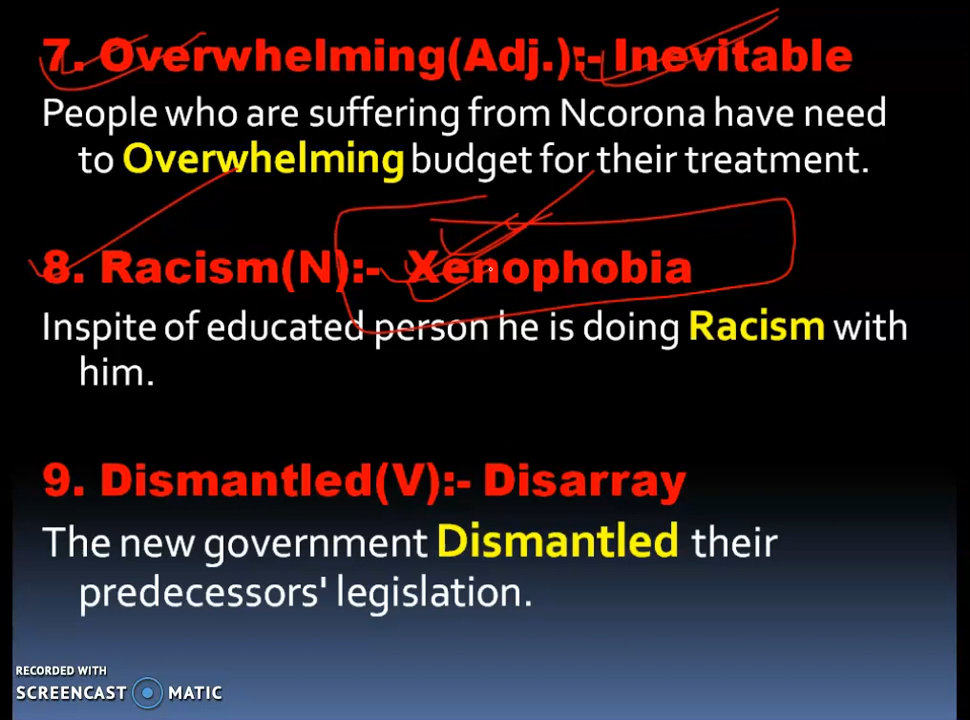 7. Overwhelming(Adj.):- Inevitable
People who are suffering from Ncorona have need
to Overwhelming budget for their treatment.
8. Racism(N):- Xenophobia
Inspite of educated person he is doing Racism with
him.
9. Dismantled(V):- Disarray
The new government Dismantled their
predecessors' legislation.
RECORDED WITH
SCREENCAST MATIC